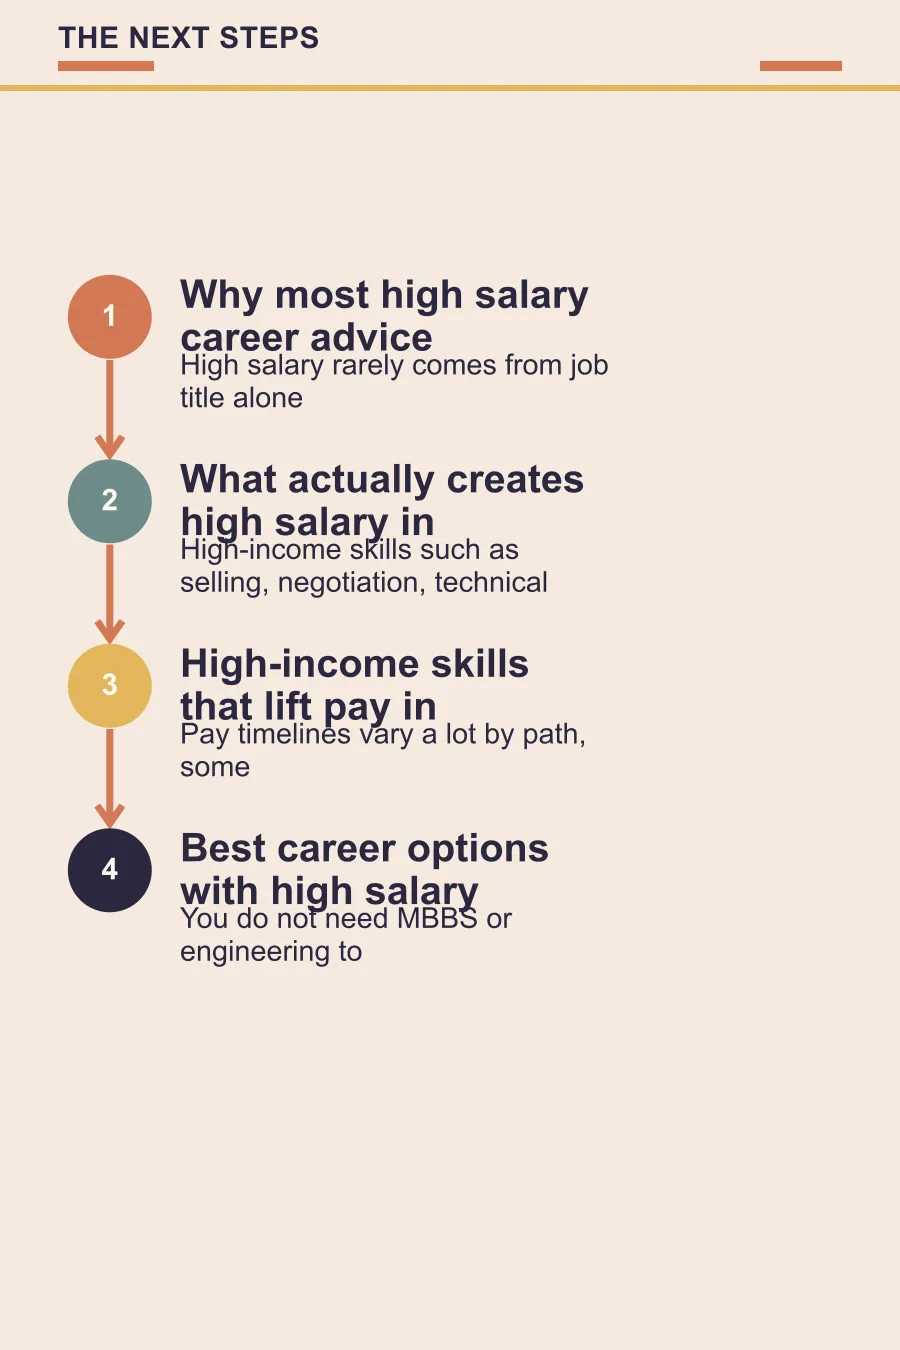 THE NEXT STEPS
1
Why most high salary
career advice
High salary rarely comes from job
title alone
2
What actually creates
high salary in
High-income skills such as
selling, negotiation, technical
3
High-income skills
that lift pay in
Pay timelines vary a lot by path,
some
4
Best career options
with high salary
You do not need MBBS or
engineering to